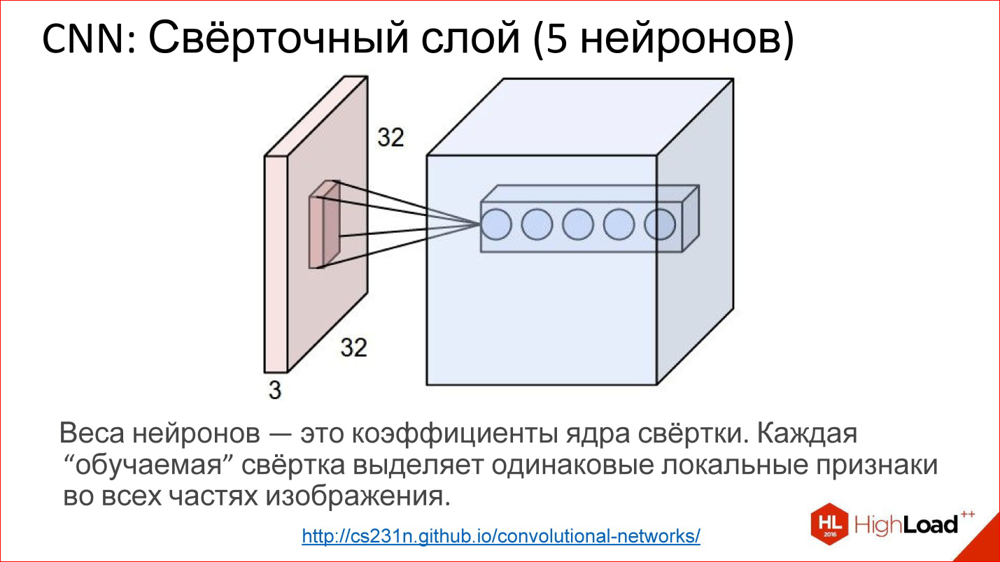 CNN: Свёрточный слой (5 нейронов)
32
32
3
Веса нейронов — это коэффициенты ядра свёртки. Каждая
“обучаемая” свёртка выделяет одинаковые локальные признаки
во всех частях изображения.
http://cs231n.github.io/convolutional-networks/
HL
2016
HighLoad++